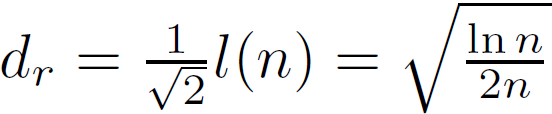 $d_r = \frac{1}{\sqrt{2}} l(n) = \sqrt{\frac{\ln n}{2n}}$